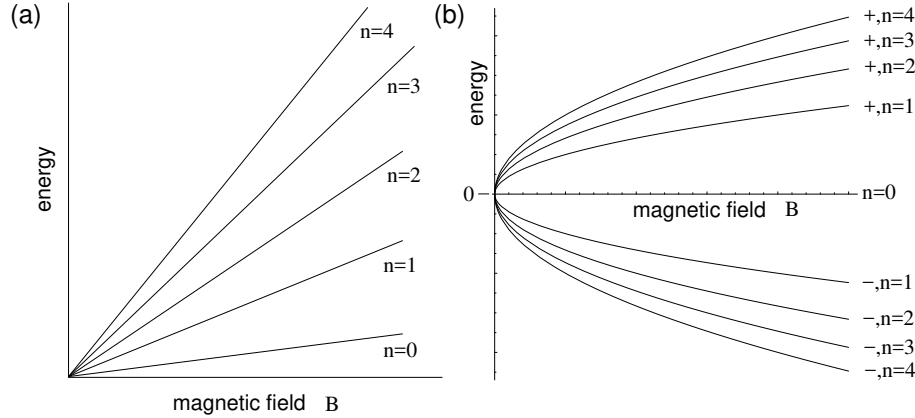 (a)
n=4
n=3
n=2
n=1
n=0
energy
magnetic field B
(b)
+,n=4
+,n=3
+,n=2
+,n=1
energy
0
n=0
magnetic field B
−,n=1
−,n=2
−,n=3
−,n=4